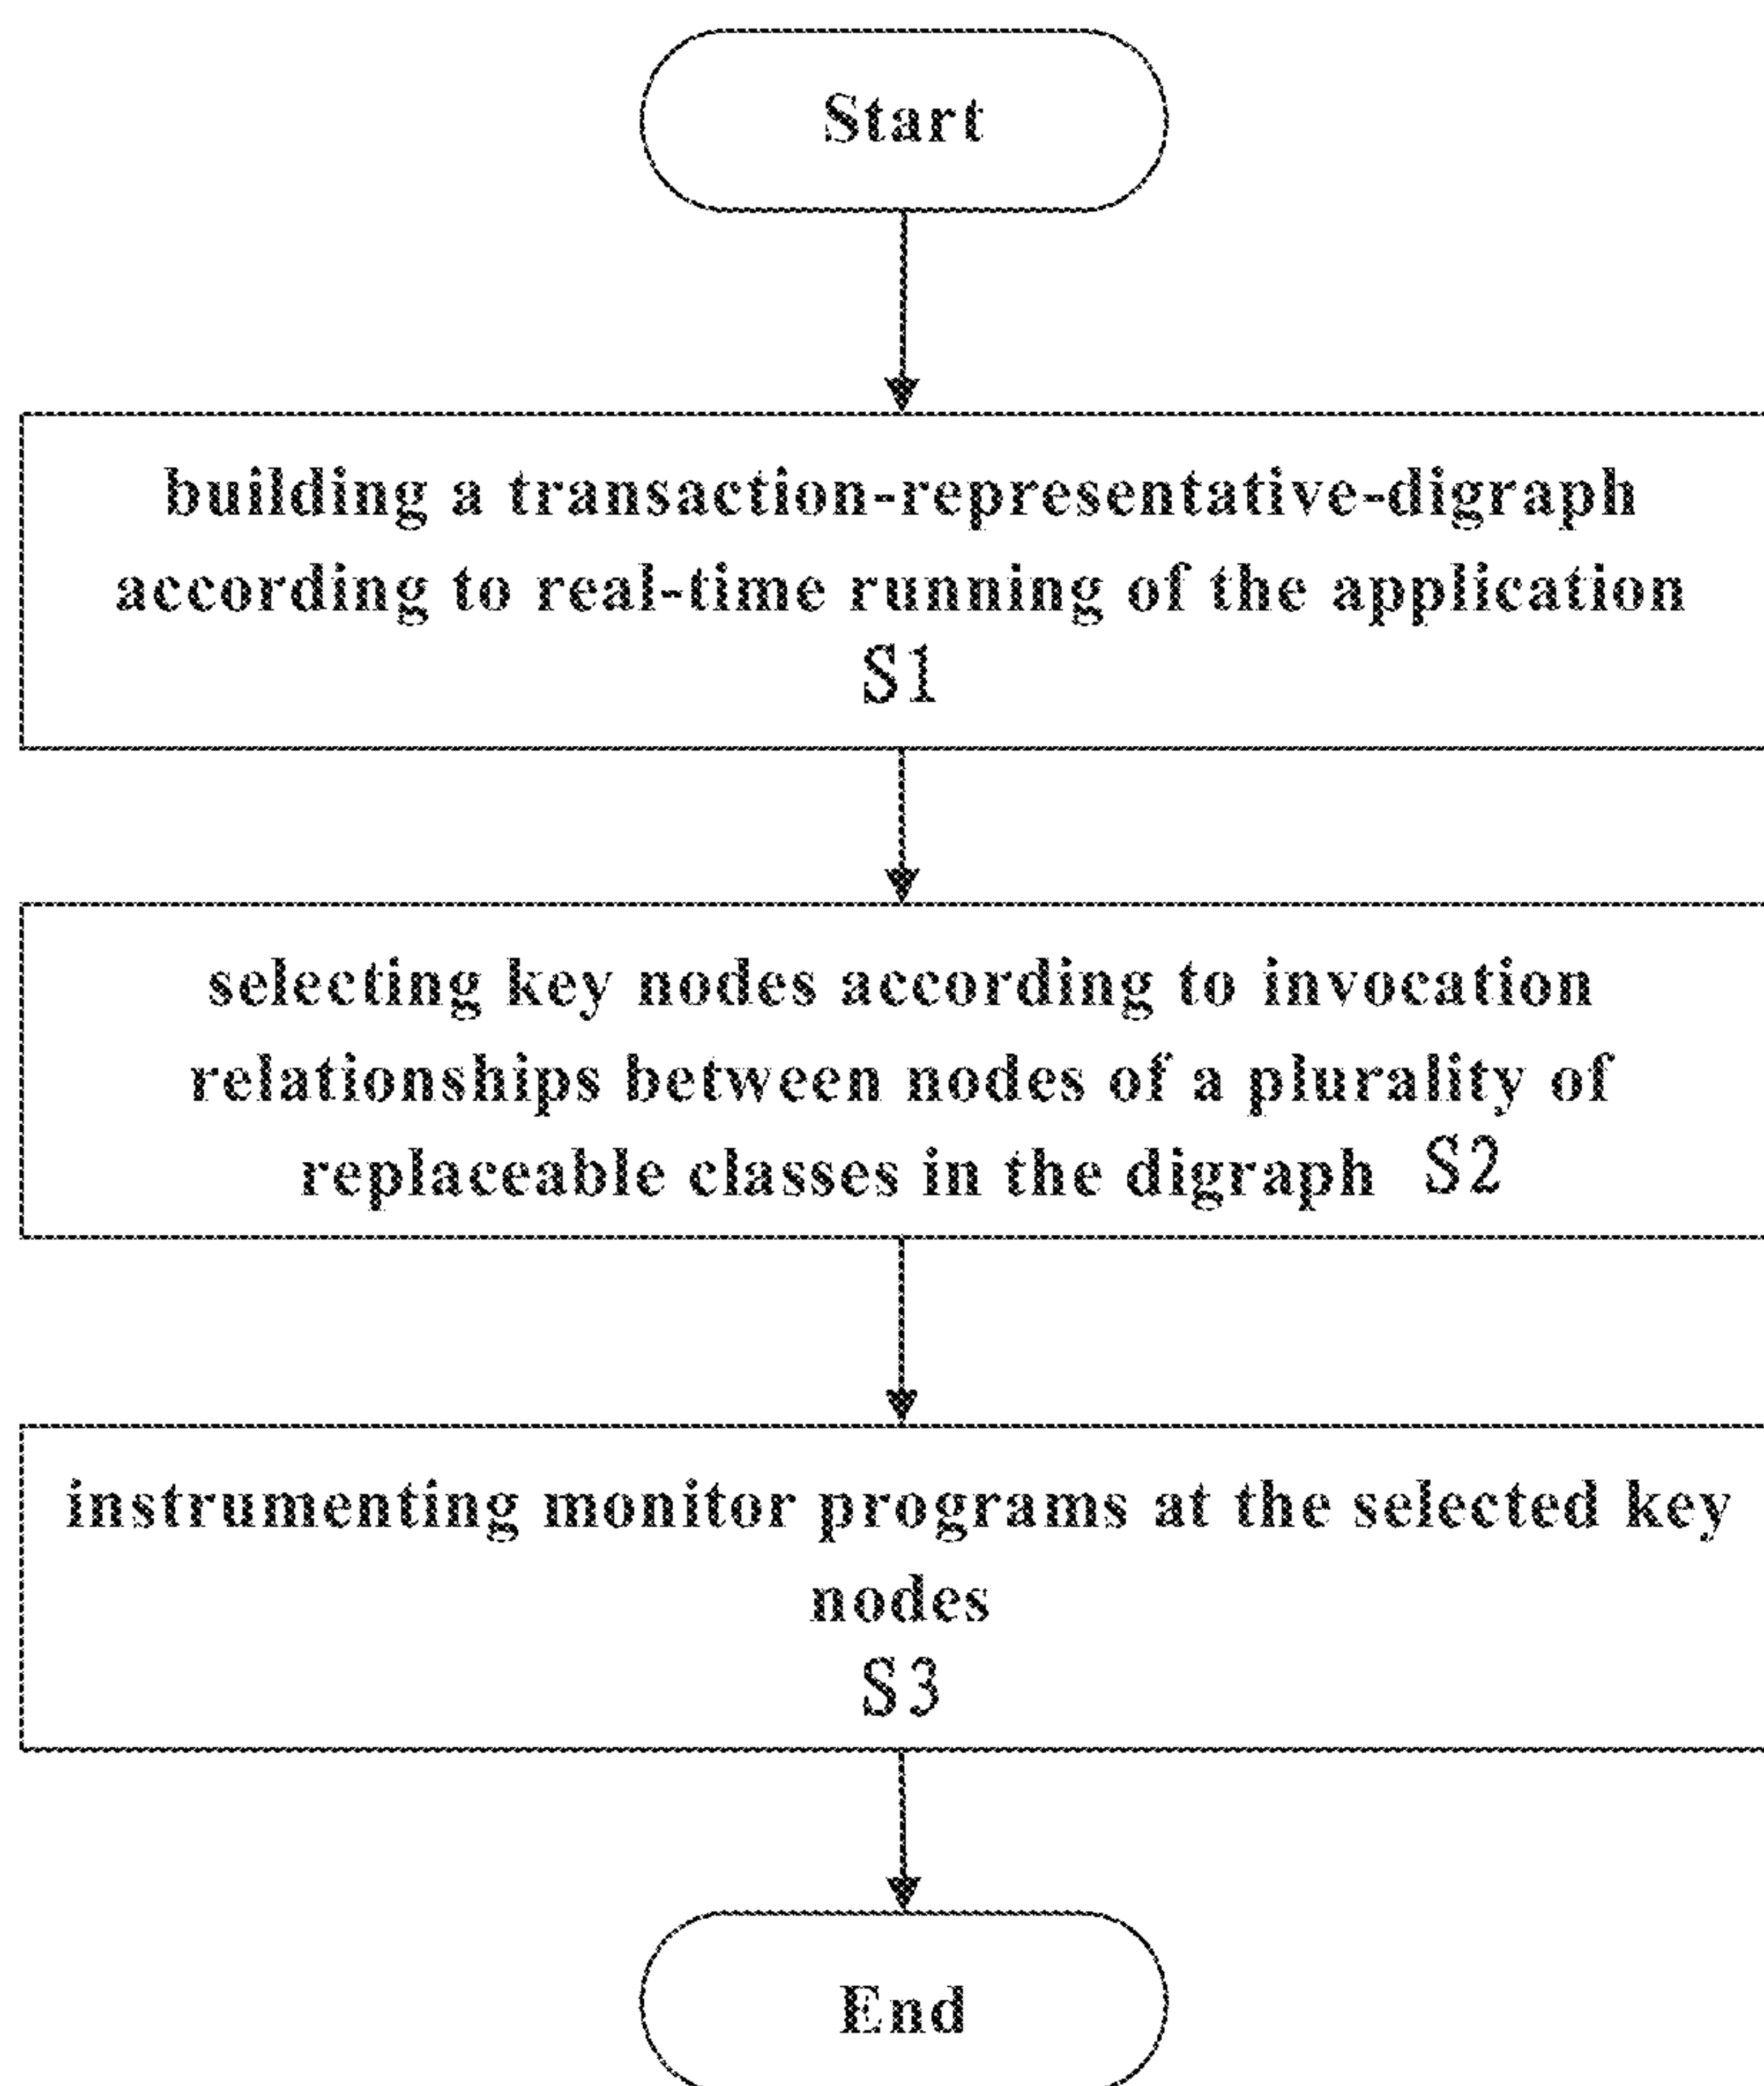 Start
building a transaction-representative-digraph
according to real-time running of the application
S1
selecting key nodes according to invocation
relationships between nodes of a plurality of
replaceable classes in the digraph S2
instrumenting monitor programs at the selected key
nodes
S3
End